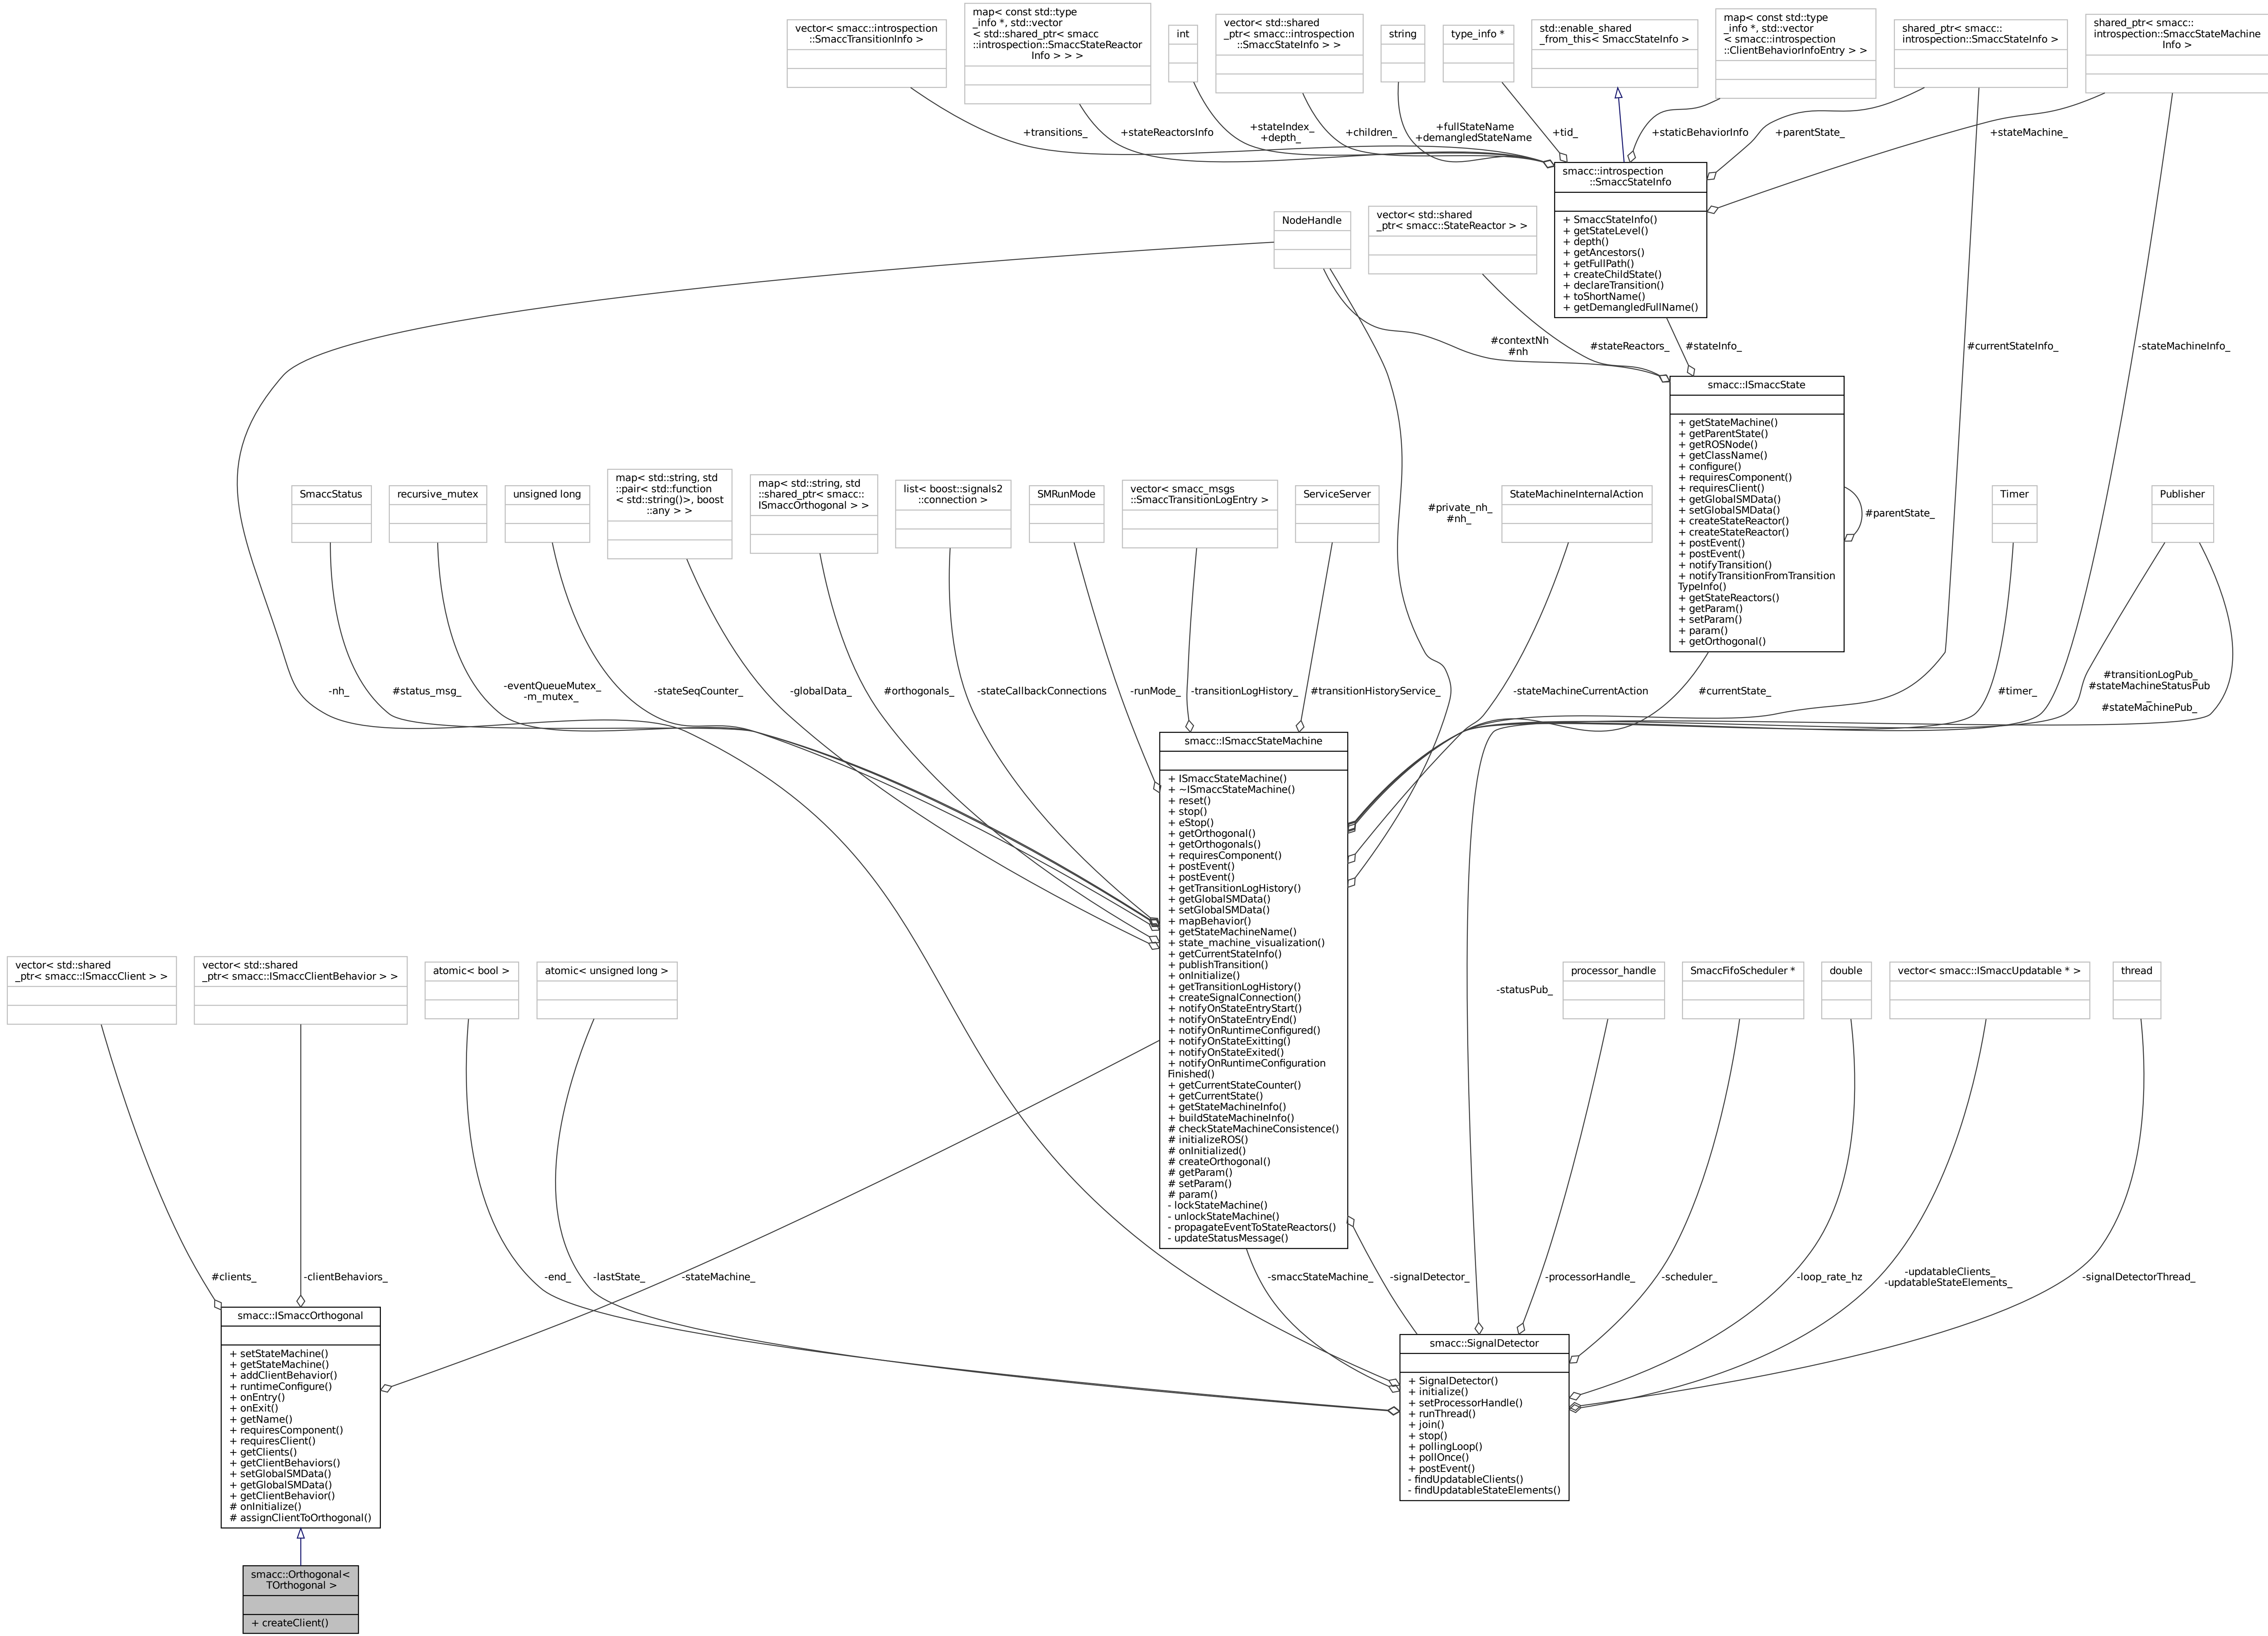 vector< smacc::introspection
::SmaccTransitionInfo >
map< const std::type
_info *, std::vector
< std::shared_ptr< smacc
::introspection::SmaccStateReactor
Info > > >
int
vector< std::shared
_ptr< smacc::introspection
::SmaccStateInfo > >
string
type_info *
std::enable_shared
_from_this< SmaccStateInfo >
map< const std::type
_info *, std::vector
< smacc::introspection
::ClientBehaviorInfoEntry > >
shared_ptr< smacc::
introspection::SmaccStateInfo >
shared_ptr< smacc::
introspection::SmaccStateMachine
Info >
+transitions_
+stateReactorsInfo
+stateIndex_
+depth_
+children_
+fullStateName
+demangledStateName
+tid_
+staticBehaviorInfo
+parentState_
+stateMachine_
smacc::introspection
::SmaccStateInfo
+ SmaccStateInfo()
+ getStateLevel()
+ depth()
+ getAncestors()
+ getFullPath()
+ createChildState()
+ declareTransition()
+ toShortName()
+ getDemangledFullName()
NodeHandle
vector< std::shared
_ptr< smacc::StateReactor > >
#contextNh
#nh
#stateReactors_
#stateInfo_
#currentStateInfo_
-stateMachineInfo_
smacc::ISmaccState
+ getStateMachine()
+ getParentState()
+ getROSNode()
+ getClassName()
+ configure()
+ requiresComponent()
+ requiresClient()
+ getGlobalSMData()
+ setGlobalSMData()
+ createStateReactor()
+ createStateReactor()
+ postEvent()
+ postEvent()
+ notifyTransition()
+ notifyTransitionFromTransition
TypeInfo()
+ getStateReactors()
+ getParam()
+ setParam()
+ param()
+ getOrthogonal()
#parentState_
SmaccStatus
recursive_mutex
unsigned long
map< std::string, std
::pair< std::function
< std::string()>, boost
::any > >
map< std::string, std
::shared_ptr< smacc::
ISmaccOrthogonal > >
list< boost::signals2
::connection >
SMRunMode
vector< smacc_msgs
::SmaccTransitionLogEntry >
ServiceServer
#private_nh_
#nh_
StateMachineInternalAction
Timer
Publisher
-nh_
#status_msg_
-eventQueueMutex_
-m_mutex_
-stateSeqCounter_
-globalData_
#orthogonals_
-stateCallbackConnections
-runMode_
-transitionLogHistory_
#transitionHistoryService_
-stateMachineCurrentAction
#currentState_
#timer_
#transitionLogPub_
#stateMachineStatusPub
_
#stateMachinePub_
smacc::ISmaccStateMachine
+ ISmaccStateMachine()
+ ~ISmaccStateMachine()
+ reset()
+ stop()
+ eStop()
+ getOrthogonal()
+ getOrthogonals()
+ requiresComponent()
+ postEvent()
+ postEvent()
+ getTransitionLogHistory()
+ getGlobalSMData()
+ setGlobalSMData()
+ mapBehavior()
+ getStateMachineName()
+ state_machine_visualization()
+ getCurrentStateInfo()
+ publishTransition()
+ onInitialize()
+ getTransitionLogHistory()
+ createSignalConnection()
+ notifyOnStateEntryStart()
+ notifyOnStateEntryEnd()
+ notifyOnRuntimeConfigured()
+ notifyOnStateExitting()
+ notifyOnStateExited()
+ notifyOnRuntimeConfiguration
Finished()
+ getCurrentStateCounter()
+ getCurrentState()
+ getStateMachineInfo()
+ buildStateMachineInfo()
# checkStateMachineConsistence()
# initializeROS()
# onInitialized()
# createOrthogonal()
# getParam()
# setParam()
# param()
- lockStateMachine()
- unlockStateMachine()
- propagateEventToStateReactors()
- updateStatusMessage()
vector< std::shared
_ptr< smacc::ISmaccClient > >
vector< std::shared
_ptr< smacc::ISmaccClientBehavior > >
atomic< bool >
atomic< unsigned long >
-statusPub_
processor_handle
SmaccFifoScheduler *
double
vector< smacc::ISmaccUpdatable * >
thread
#clients_
-clientBehaviors_
-end_
-lastState_
-stateMachine_
-smaccStateMachine_
-signalDetector_
-processorHandle_
-scheduler_
-loop_rate_hz
-updatableClients_
-updatableStateElements_
-signalDetectorThread_
smacc::ISmaccOrthogonal
+ setStateMachine()
+ getStateMachine()
+ addClientBehavior()
+ runtimeConfigure()
+ onEntry()
+ onExit()
+ getName()
+ requiresComponent()
+ requiresClient()
+ getClients()
+ getClientBehaviors()
+ setGlobalSMData()
+ getGlobalSMData()
+ getClientBehavior()
# onInitialize()
# assignClientToOrthogonal()
smacc::SignalDetector
+ SignalDetector()
+ initialize()
+ setProcessorHandle()
+ runThread()
+ join()
+ stop()
+ pollingLoop()
+ pollOnce()
+ postEvent()
- findUpdatableClients()
- findUpdatableStateElements()
smacc::Orthogonal<
TOrthogonal >
+ createClient()